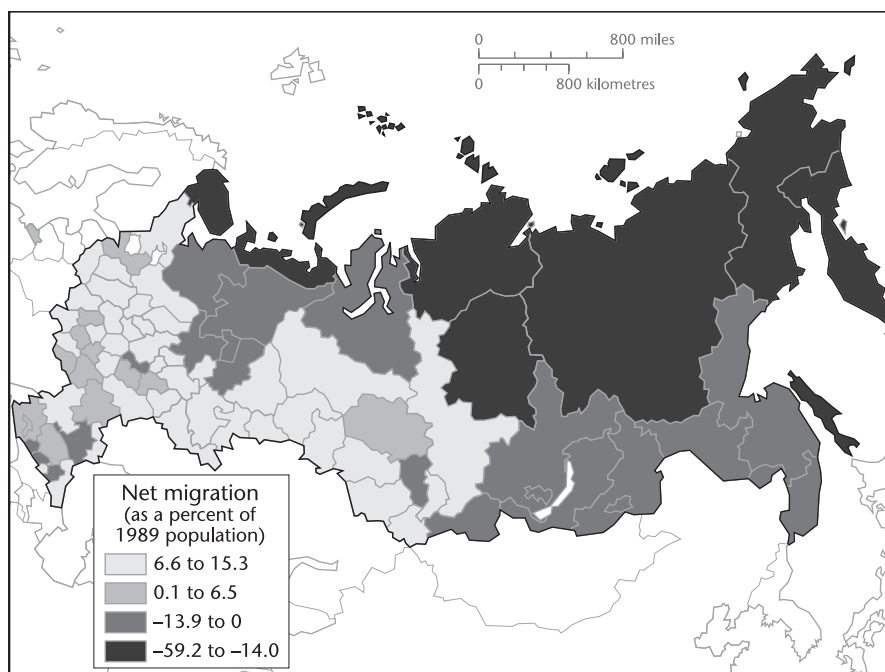 0 800 miles
0 800 kilometres
Net migration
(as a percent of
1989 population)
6.6 to 15.3
0.1 to 6.5
–13.9 to 0
–59.2 to –14.0